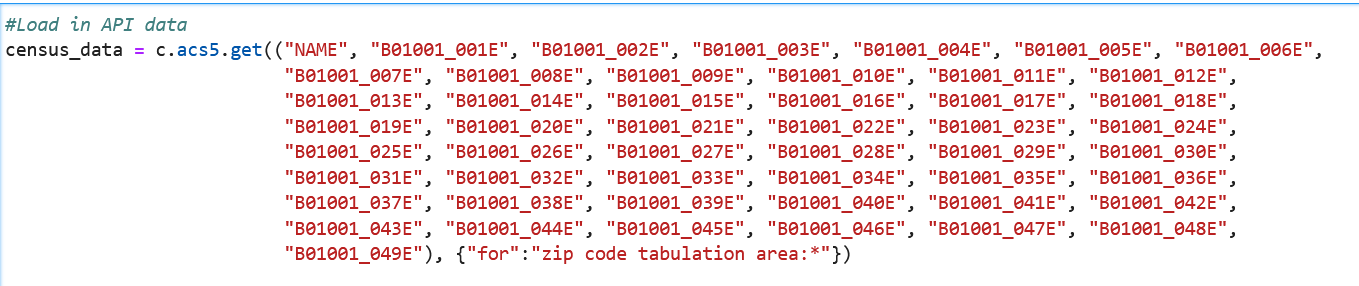 #Load in API data
census_data = c.acs5.get(("NAME", "B01001_001E", "B01001_002E", "B01001_003E", "B01001_004E", "B01001_005E", "B01001_006E",
"B01001_007E", "B01001_008E", "B01001_009E", "B01001_010E", "B01001_011E", "B01001_012E",
"B01001_013E", "B01001_014E", "B01001_015E", "B01001_016E", "B01001_017E", "B01001_018E",
"B01001_019E", "B01001_020E", "B01001_021E", "B01001_022E", "B01001_023E", "B01001_024E",
"B01001_025E", "B01001_026E", "B01001_027E", "B01001_028E", "B01001_029E", "B01001_030E",
"B01001_031E", "B01001_032E", "B01001_033E", "B01001_034E", "B01001_035E", "B01001_036E",
"B01001_037E", "B01001_038E", "B01001_039E", "B01001_040E", "B01001_041E", "B01001_042E",
"B01001_043E", "B01001_044E", "B01001_045E", "B01001_046E", "B01001_047E", "B01001_048E",
"B01001_049E"), {"for":"zip code tabulation area:*"})